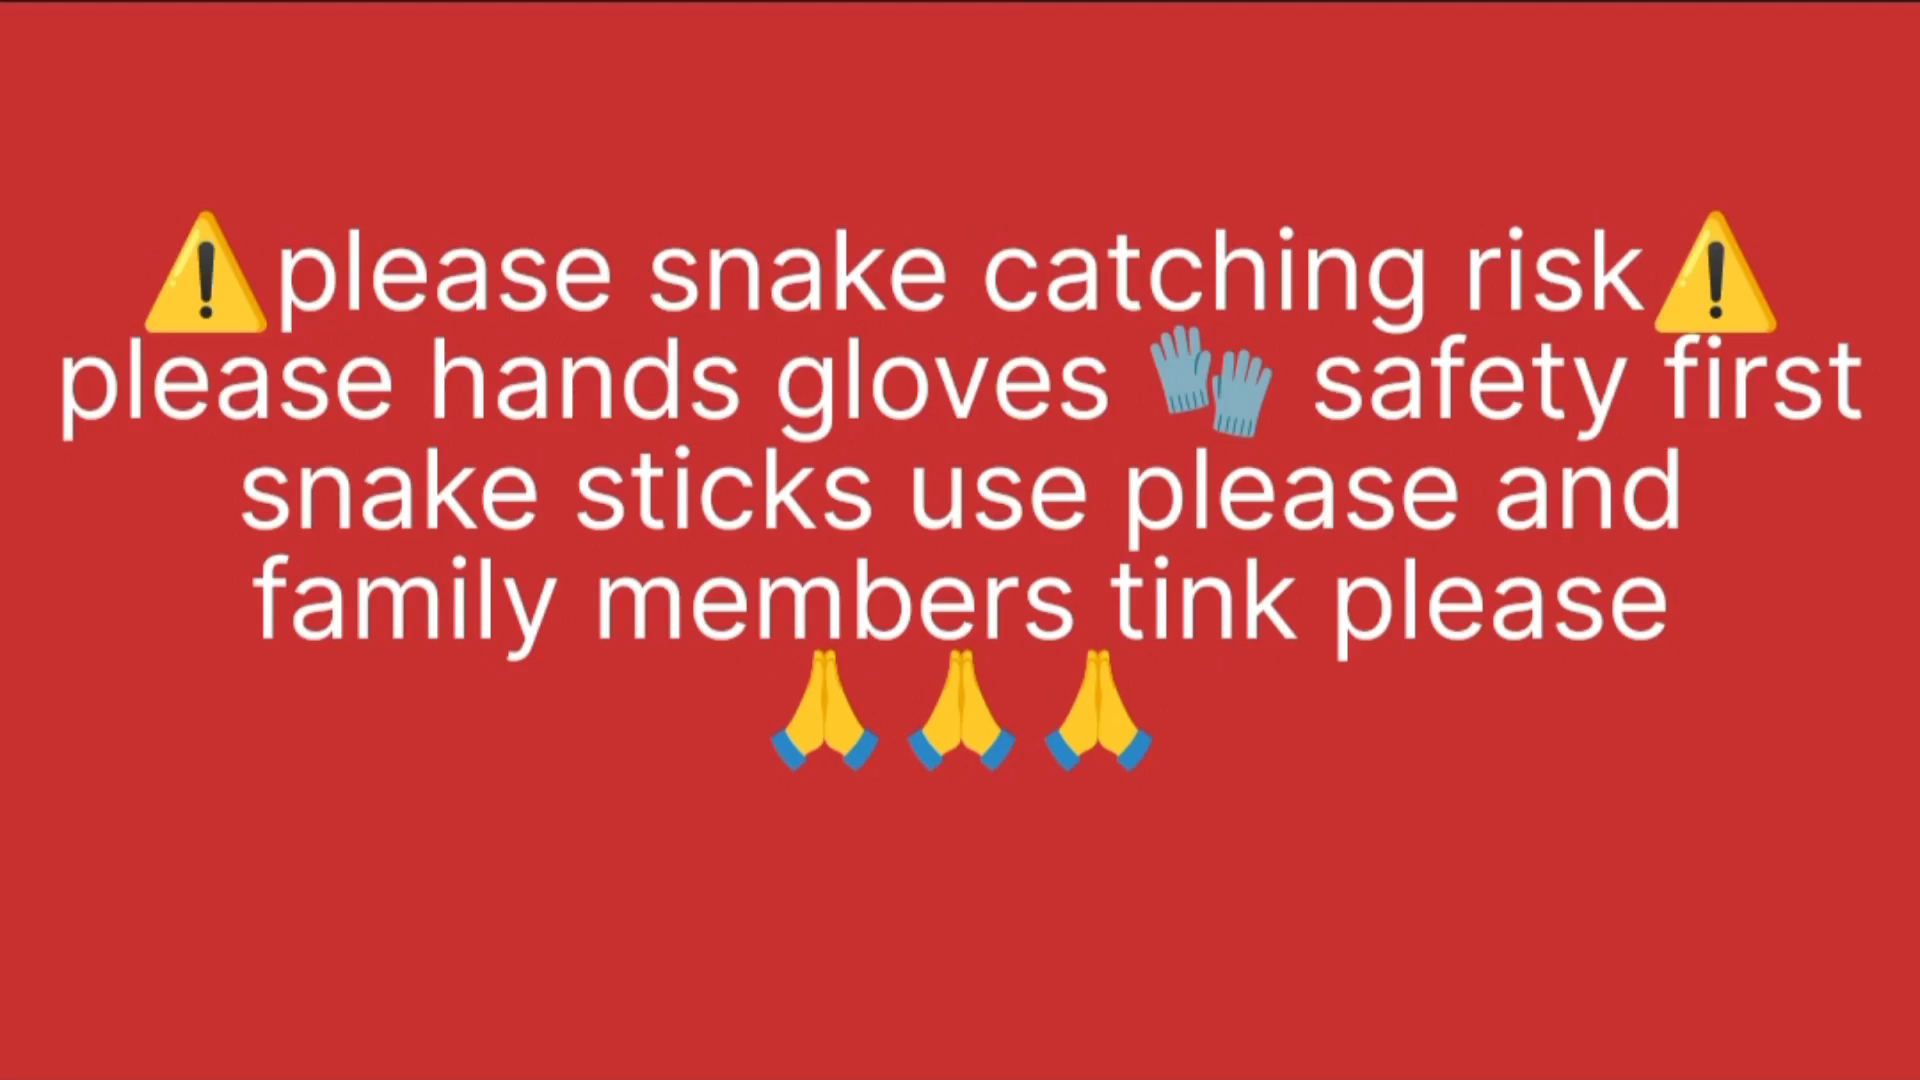 ⚠️please snake catching risk⚠️
please hands gloves 🧤 safety first
snake sticks use please and
family members tink please
🙏🙏🙏